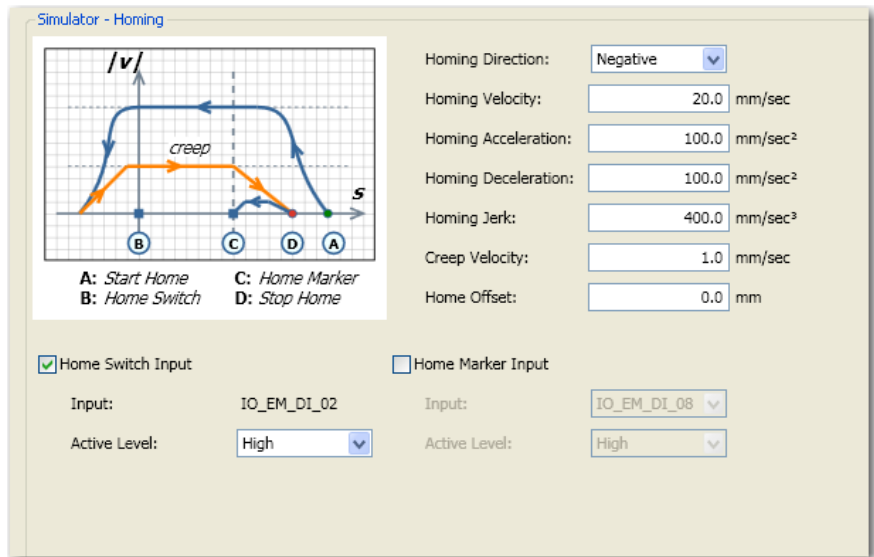 Simulator - Homing
|v|
creep
s
B C D A
A: Start Home C: Home Marker
B: Home Switch D: Stop Home
Homing Direction: Negative
Homing Velocity: 20.0 mm/sec
Homing Acceleration: 100.0 mm/sec²
Homing Deceleration: 100.0 mm/sec²
Homing Jerk: 400.0 mm/sec³
Creep Velocity: 1.0 mm/sec
Home Offset: 0.0 mm
Home Switch Input
Input: IO_EM_DI_02
Active Level: High
Home Marker Input
Input: IO_EM_DI_08
Active Level: High